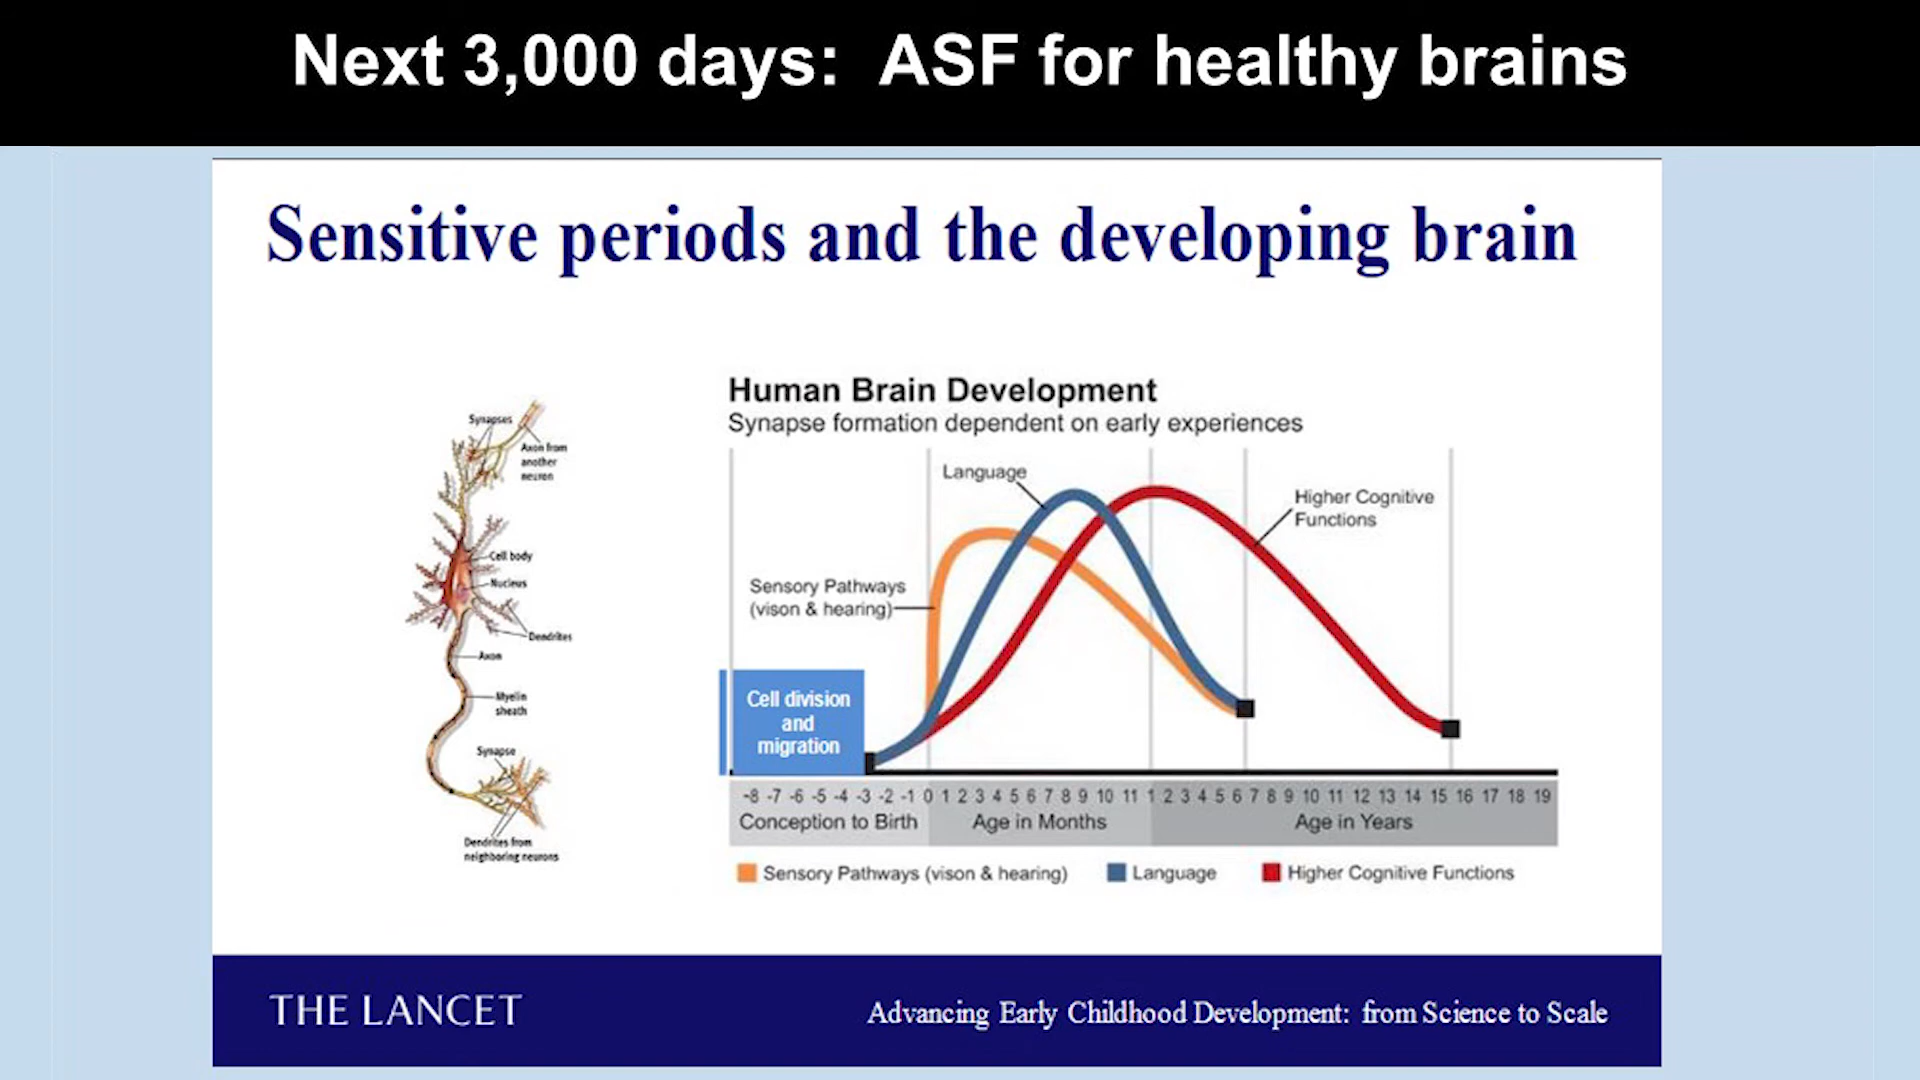 Next 3,000 days: ASF for healthy brains
Sensitive periods and the developing brain
Synapses
Axon from
another
neuron
Cell body
Nucleus
Dendrites
Axon
Myelin
sheath
Synapse
Dendrites from
neighboring neurons
Human Brain Development
Synapse formation dependent on early experiences
Language
Higher Cognitive
Functions
Sensory Pathways
(vison & hearing)
Cell division
and
migration
-8 -7 -6 -5 -4 -3 -2 -1 0 1 2 3 4 5 6 7 8 9 10 11 1 2 3 4 5 6 7 8 9 10 11 12 13 14 15 16 17 18 19
Conception to Birth Age in Months Age in Years
Sensory Pathways (vison & hearing) Language Higher Cognitive Functions
THE LANCET
Advancing Early Childhood Development: from Science to Scale